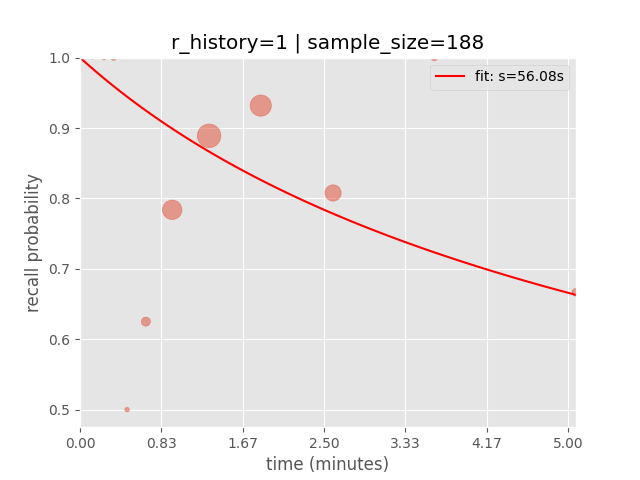 r_history=1 | sample_size=188
fit: s=56.08s
recall probability
1.0
0.9
0.8
0.7
0.6
0.5
0.00 0.83 1.67 2.50 3.33 4.17 5.00
time (minutes)